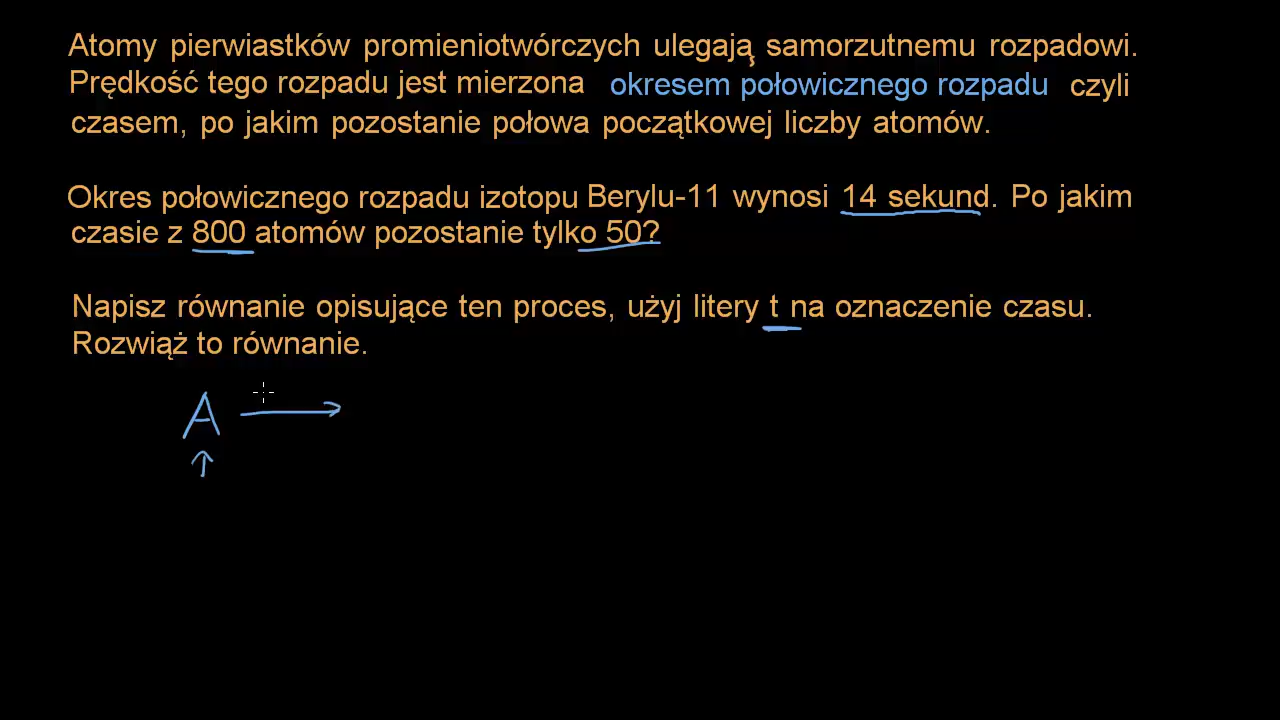 Atomy pierwiastków promieniotwórczych ulegają samorzutnemu rozpadowi.
Prędkość tego rozpadu jest mierzona okresem połowicznego rozpadu czyli
czasem, po jakim pozostanie połowa początkowej liczby atomów.
Okres połowicznego rozpadu izotopu Berylu-11 wynosi 14 sekund. Po jakim
czasie z 800 atomów pozostanie tylko 50?
Napisz równanie opisujące ten proces, użyj litery t na oznaczenie czasu.
Rozwiąż to równanie.
A →
↑